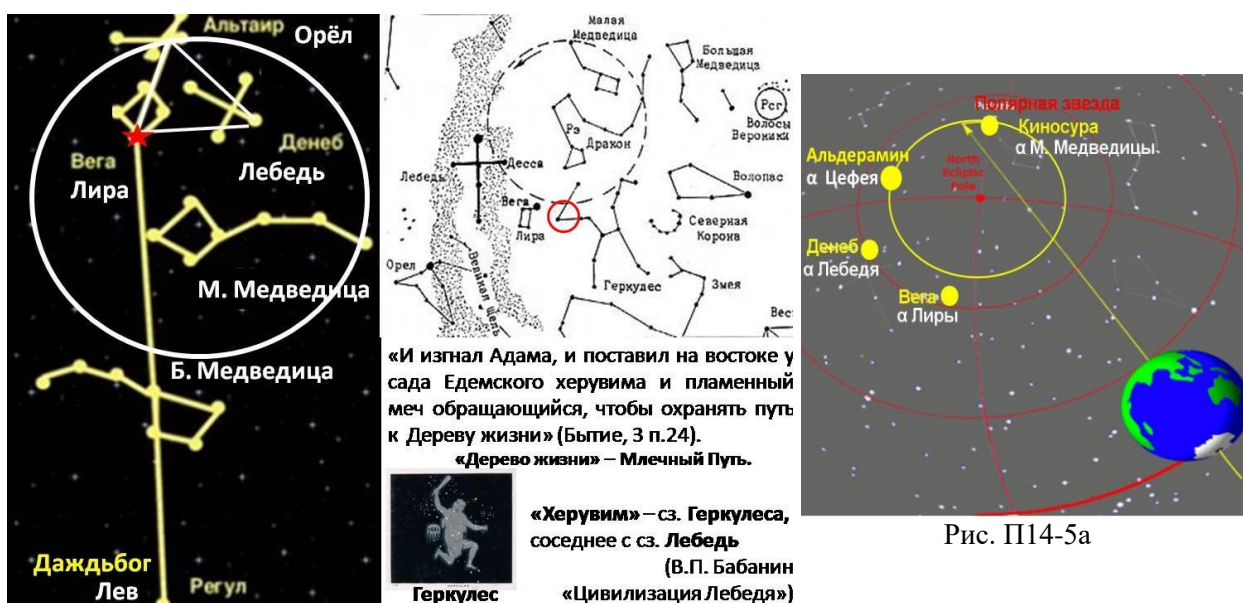 Альтаир
Орёл
Вега
Лира
Денеб
Лебедь
М. Медведица
Б. Медведица
Даждьбог
Лев
Регул
Малая
Медведица
Большая
Медведица
Рсг
Волосы
Вероники
Рэ
Дракон
Десса
Лебедь
Волопас
Вега
Лира
Северная
Корона
Орел
Великая Щель
Геркулес
Змея
Вес
«И изгнал Адама, и поставил на востоке у
сада Едемского херувима и пламенный
меч обращающийся, чтобы охранять путь
к Дереву жизни» (Бытие, 3 п.24).
«Дерево жизни» – Млечный Путь.
«Херувим» – сз. Геркулеса,
соседнее с сз. Лебедь
(В.П. Бабанин
«Цивилизация Лебедя»)
Геркулес
Полярная звезда
Киносура
α М. Медведицы
Альдерамин
α Цефея
North
Ecliptic
Pole
Денеб
α Лебедя
Вега
α Лиры
Рис. П14-5а